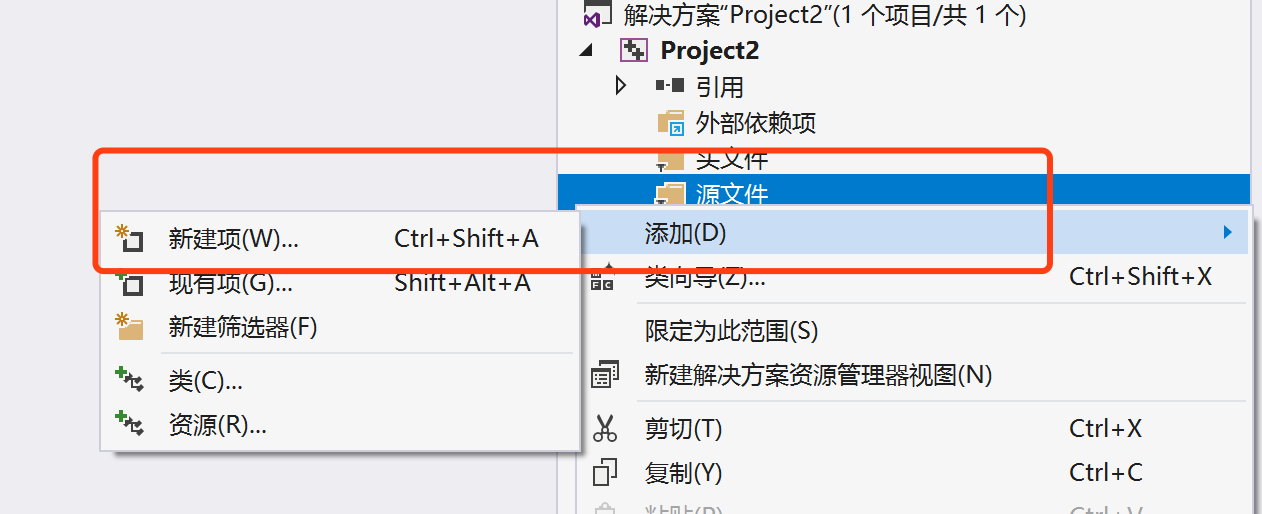 解决方案“Project2”(1 个项目/共 1 个)
Project2
引用
外部依赖项
头文件
源文件
新建项(W)... Ctrl+Shift+A
现有项(G)... Shift+Alt+A
新建筛选器(F)
类(C)...
资源(R)...
添加(D)
类向导(Z)... Ctrl+Shift+X
限定为此范围(S)
新建解决方案资源管理器视图(N)
剪切(T) Ctrl+X
复制(Y) Ctrl+C
粘贴(P) Ctrl+V